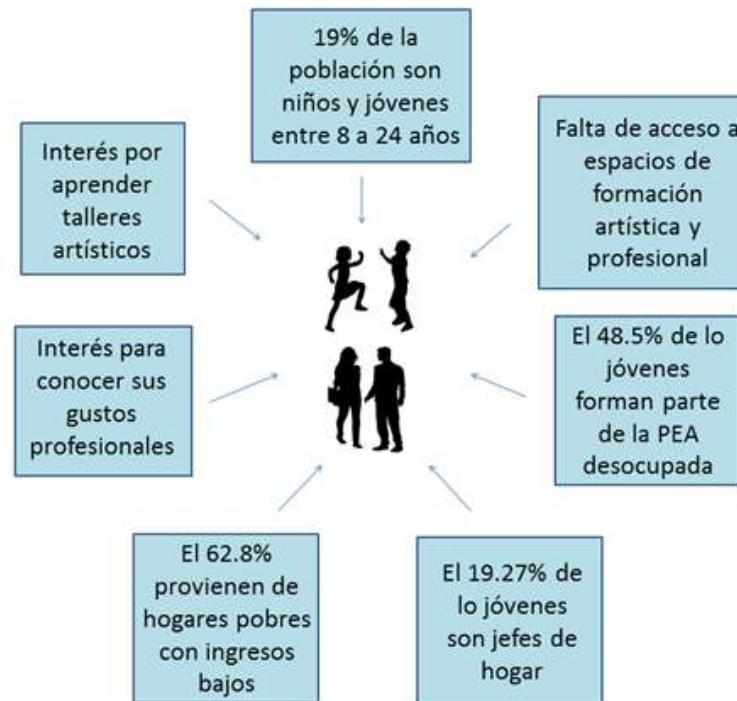 19% de la
población son
niños y jóvenes
entre 8 a 24 años
Interés por
aprender
talleres
artísticos
Falta de acceso a
espacios de
formación
artística y
profesional
Interés para
conocer sus
gustos
profesionales
El 48.5% de lo
jóvenes
forman parte
de la PEA
desocupada
El 62.8%
provienen de
hogares pobres
con ingresos
bajos
El 19.27% de
lo jóvenes
son jefes de
hogar